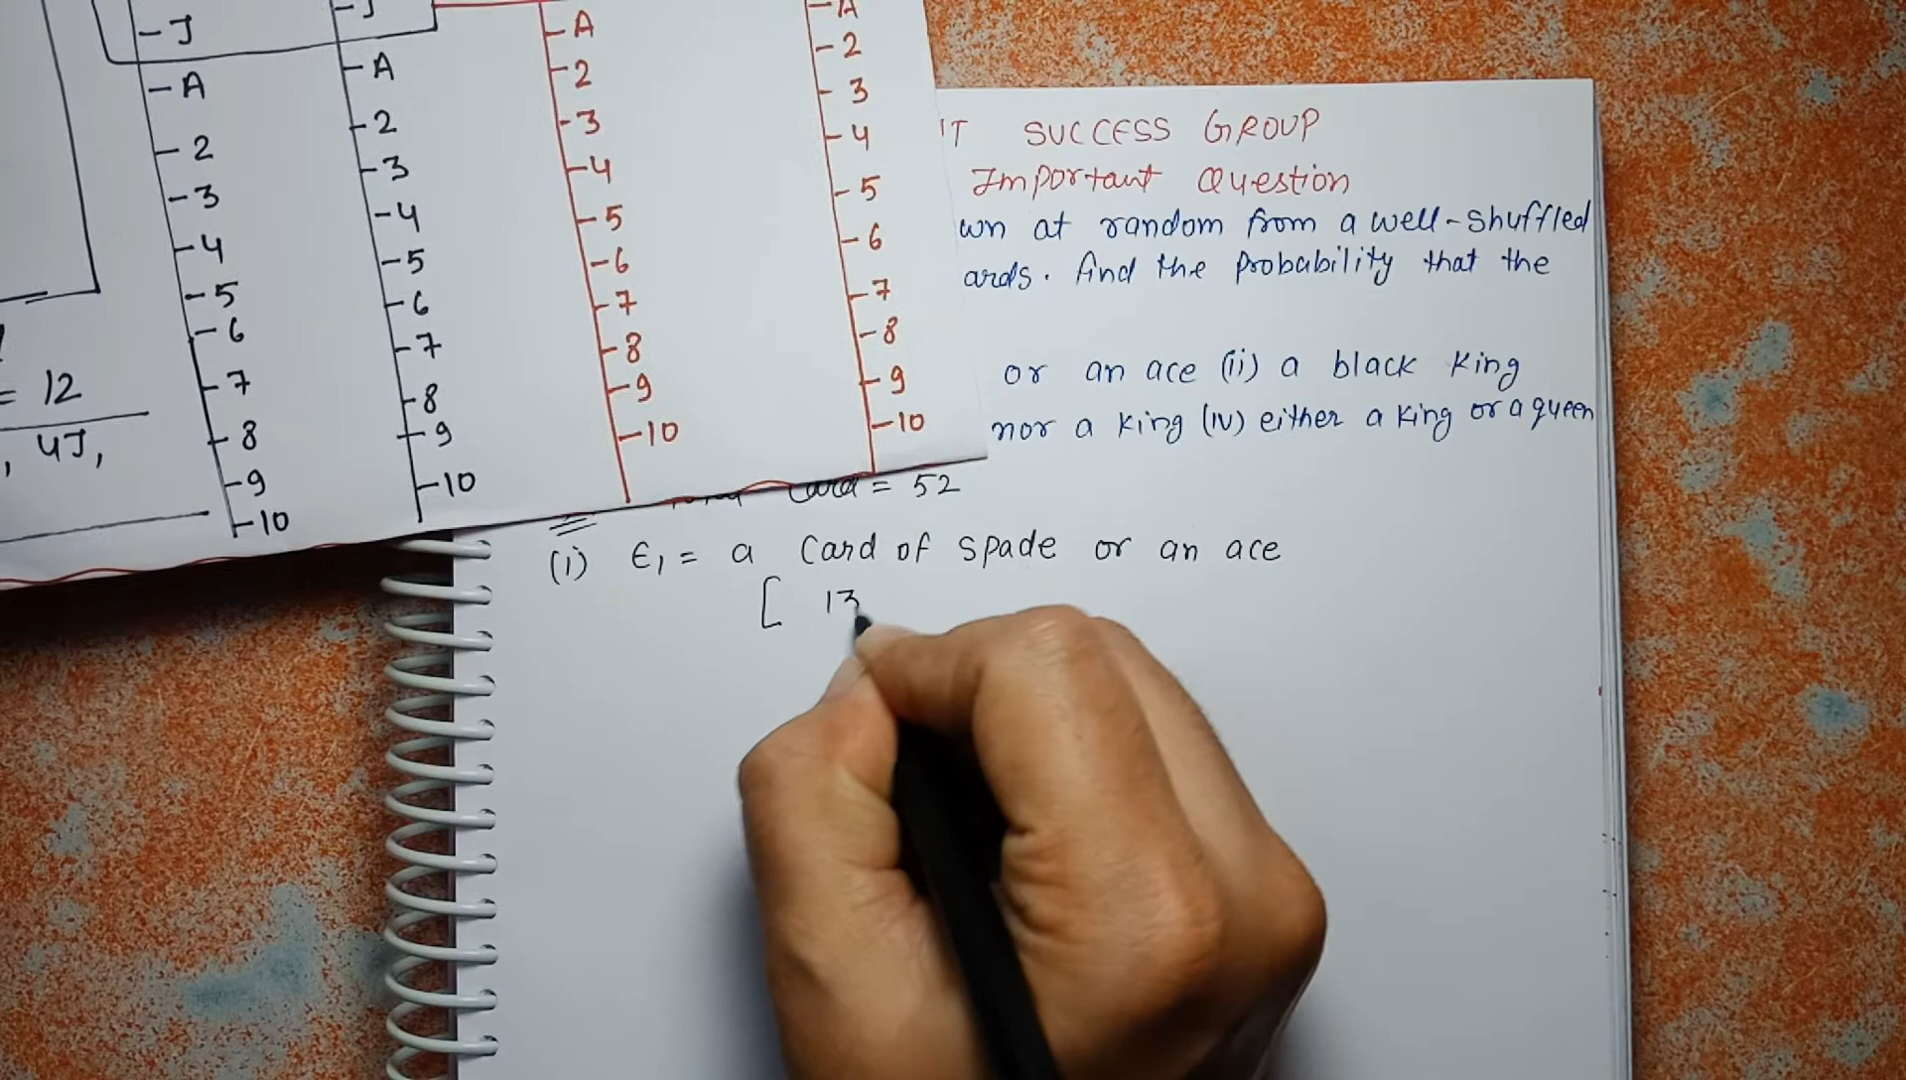 J
A
2
3
4
5
6
7
8
9
10
J
A
2
3
4
5
6
7
8
9
10
A
2
3
4
5
6
7
8
9
10
A
2
3
4
5
6
7
8
9
10
= 12
, 4J,
IT SUCCESS GROUP
Important Question
wn at random from a well-shuffled
ards. find the probability that the
or an ace (ii) a black king
nor a king (iv) either a king or a queen
card = 52
(i) E1 = a Card of spade or an ace
[ 13